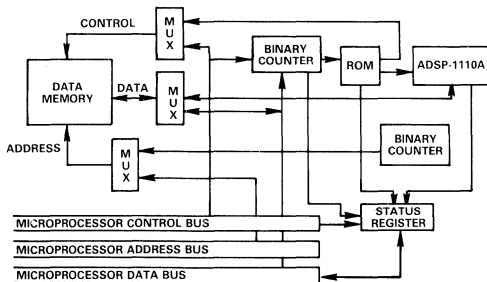 CONTROL
M
U
X
BINARY
COUNTER
ROM
ADSP-1110A
DATA
MEMORY
DATA
M
U
X
ADDRESS
M
U
X
BINARY
COUNTER
STATUS
REGISTER
MICROPROCESSOR CONTROL BUS
MICROPROCESSOR ADDRESS BUS
MICROPROCESSOR DATA BUS